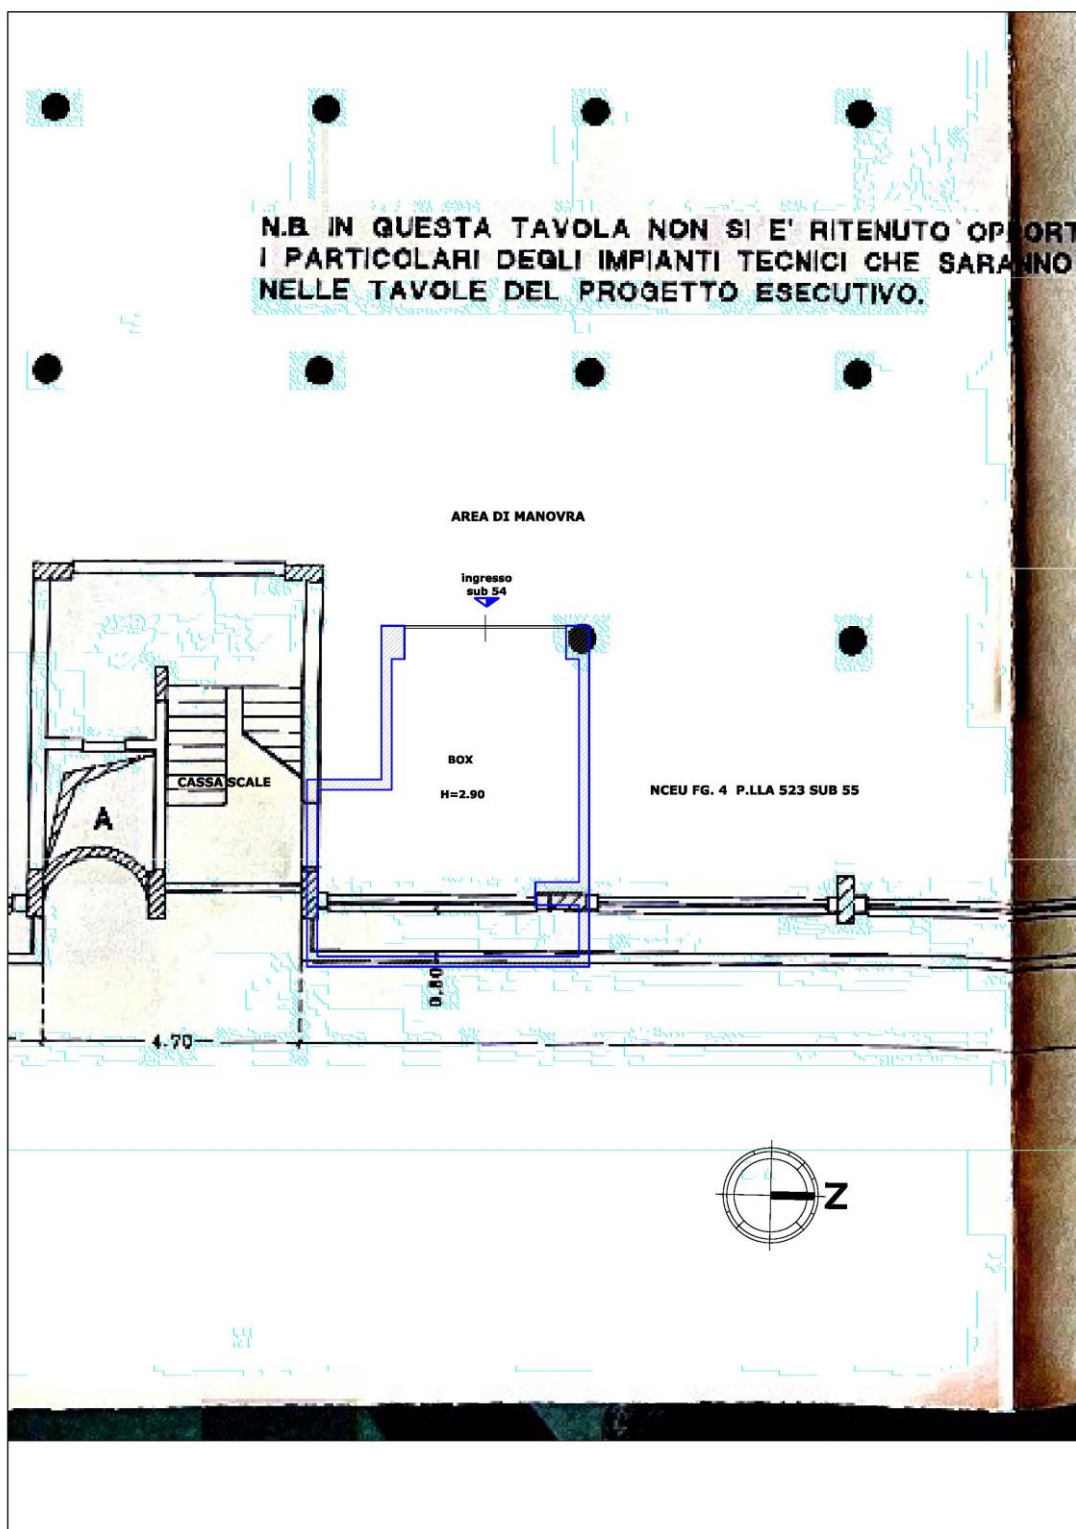 N.B. IN QUESTA TAVOLA NON SI E' RITENUTO OPPORT
I PARTICOLARI DEGLI IMPIANTI TECNICI CHE SARANNO
NELLE TAVOLE DEL PROGETTO ESECUTIVO.
AREA DI MANOVRA
ingresso
sub 54
BOX
CASSA SCALE
H=2.90
NCEU FG. 4 P.LLA 523 SUB 55
A
0.80
4.70
Z